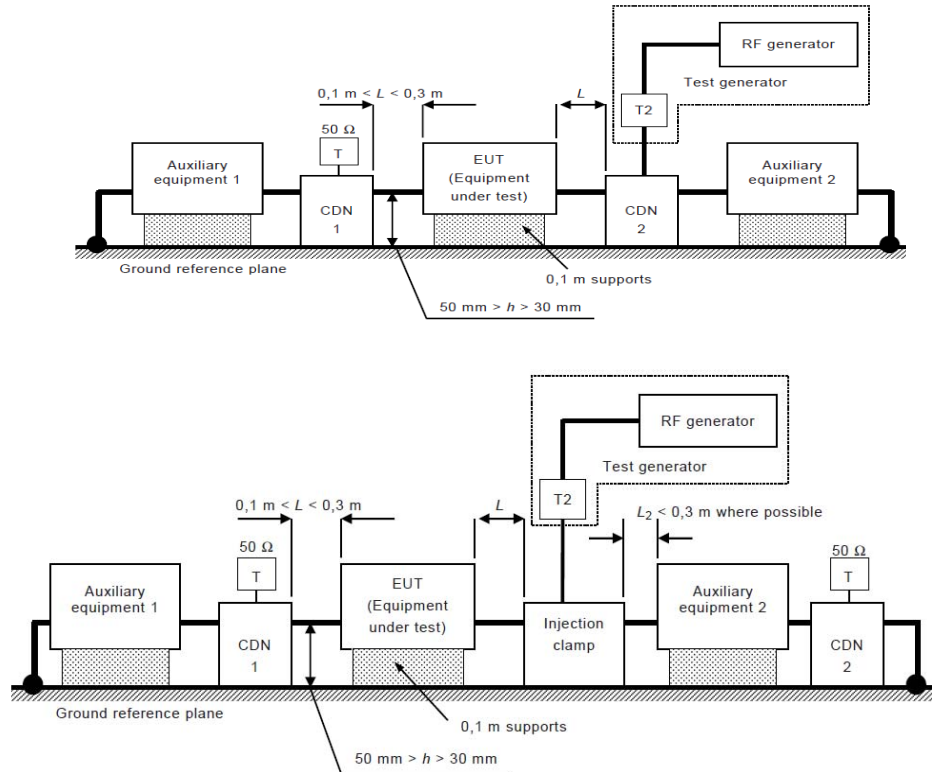 RF generator
Test generator
T2
0,1 m < L < 0,3 m
L
50 Ω
T
Auxiliary
equipment 1
CDN
1
EUT
(Equipment
under test)
CDN
2
Auxiliary
equipment 2
Ground reference plane
0,1 m supports
50 mm > h > 30 mm
RF generator
Test generator
T2
0,1 m < L < 0,3 m
L
L2 < 0,3 m where possible
50 Ω
T
50 Ω
T
Auxiliary
equipment 1
CDN
1
EUT
(Equipment
under test)
Injection
clamp
Auxiliary
equipment 2
CDN
2
Ground reference plane
0,1 m supports
50 mm > h > 30 mm